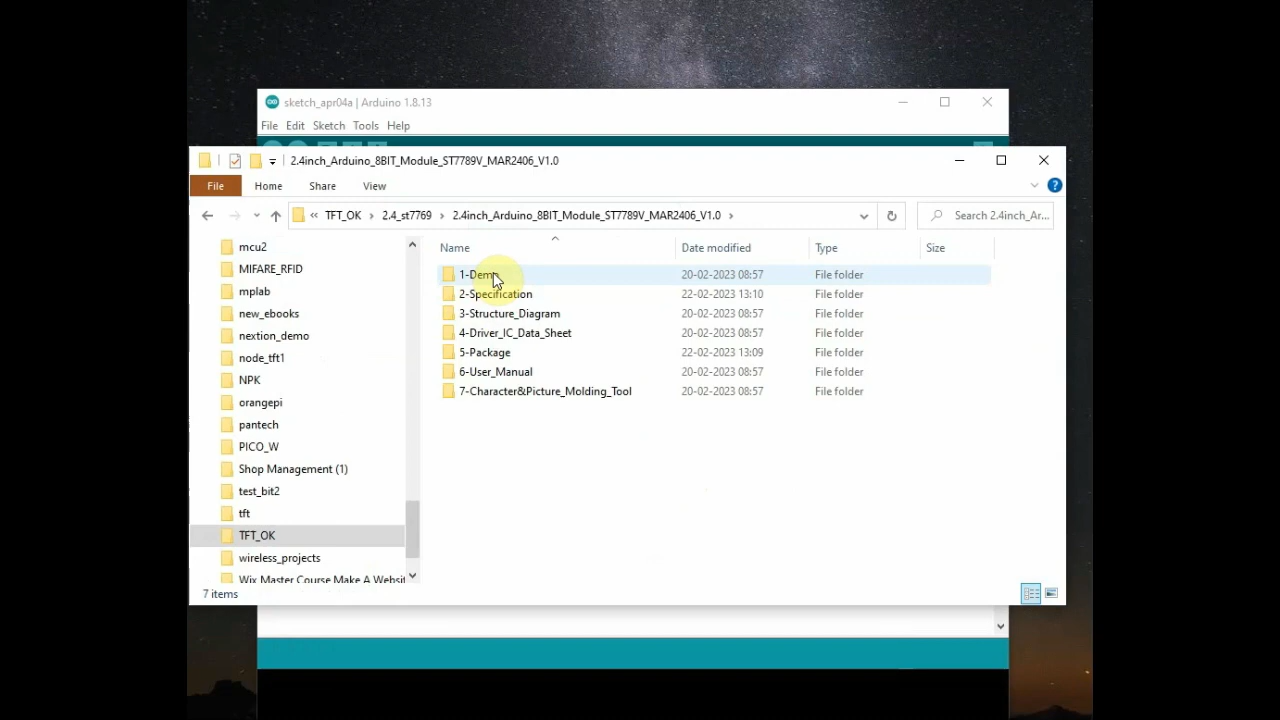 sketch_apr04a | Arduino 1.8.13
File Edit Sketch Tools Help
2.4inch_Arduino_8BIT_Module_ST7789V_MAR2406_V1.0
File Home Share View
« TFT_OK > 2.4_st7769 > 2.4inch_Arduino_8BIT_Module_ST7789V_MAR2406_V1.0 >
Search 2.4inch_Ar...
mcu2
MIFARE_RFID
mplab
new_ebooks
nextion_demo
node_tft1
NPK
orangepi
pantech
PICO_W
Shop Management (1)
test_bit2
tft
TFT_OK
wireless_projects
Wix Master Course Make A Websit
Name Date modified Type Size
1-Demo 20-02-2023 08:57 File folder
2-Specification 22-02-2023 13:10 File folder
3-Structure_Diagram 20-02-2023 08:57 File folder
4-Driver_IC_Data_Sheet 20-02-2023 08:57 File folder
5-Package 22-02-2023 13:09 File folder
6-User_Manual 20-02-2023 08:57 File folder
7-Character&Picture_Molding_Tool 20-02-2023 08:57 File folder
7 items